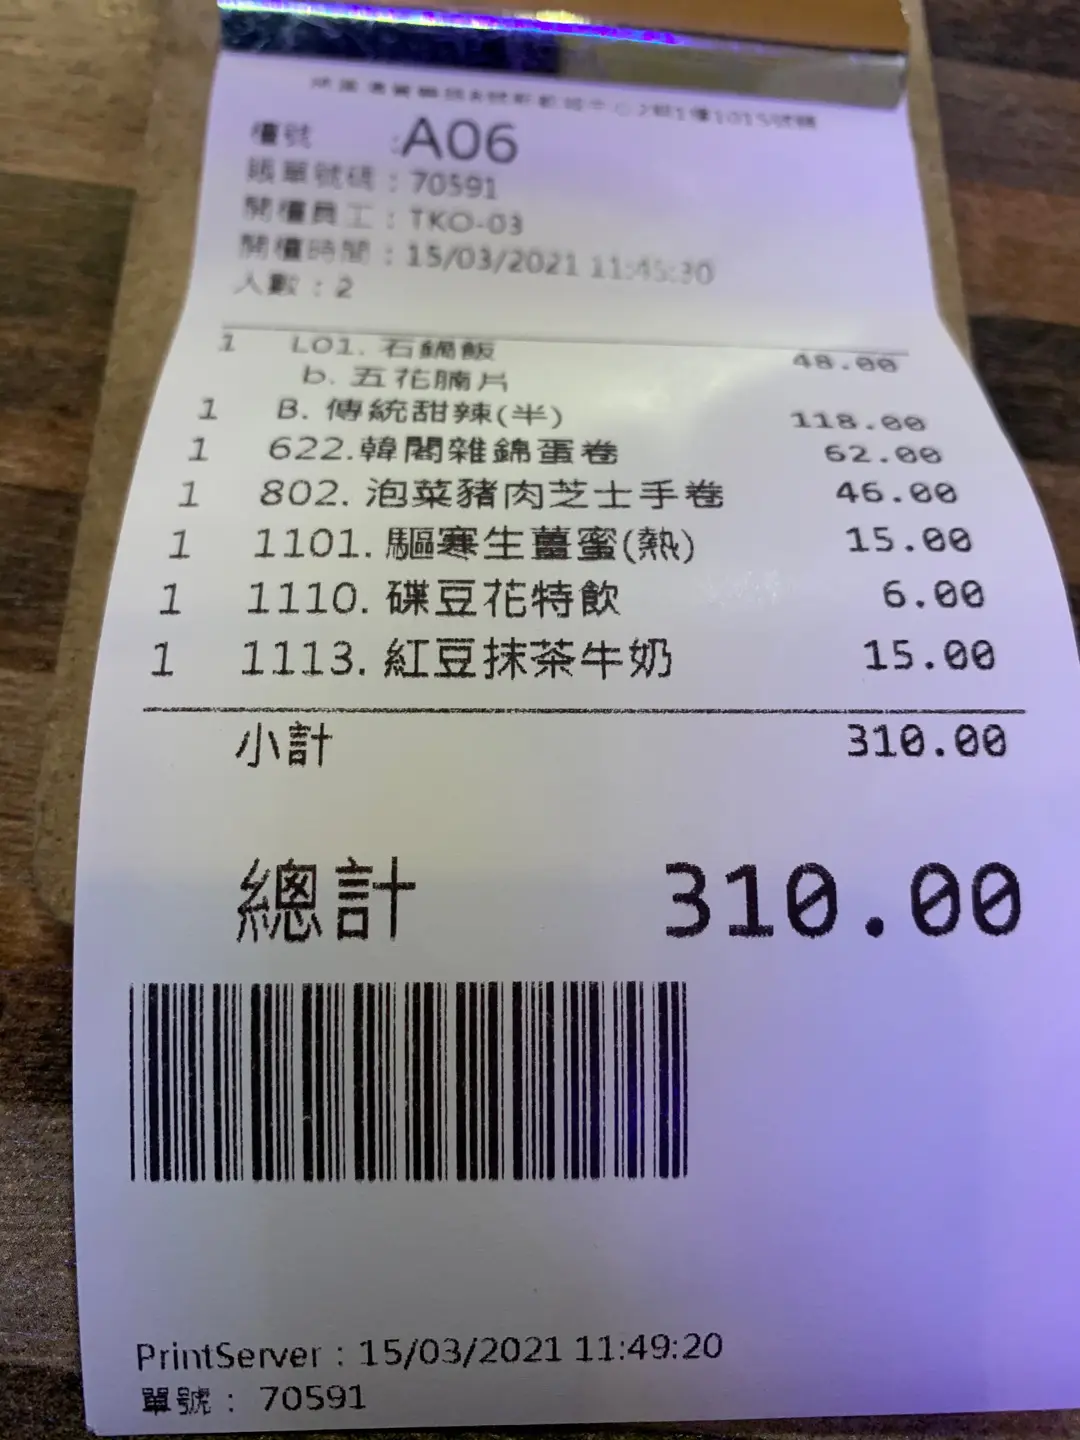 檯號 :A06
賬單號碼 : 70591
開檯員工 : TKO-03
開檯時間 : 15/03/2021 11:45:30
人數 : 2
1 L01. 石鍋飯 48.00
b. 五花腩片
1 B. 傳統甜辣(半) 118.00
1 622.韓閣雜錦蛋卷 62.00
1 802. 泡菜豬肉芝士手卷 46.00
1 1101. 驅寒生薑蜜(熱) 15.00
1 1110. 碟豆花特飲 6.00
1 1113. 紅豆抹茶牛奶 15.00
小計 310.00
總計 310.00
PrintServer : 15/03/2021 11:49:20
單號 : 70591